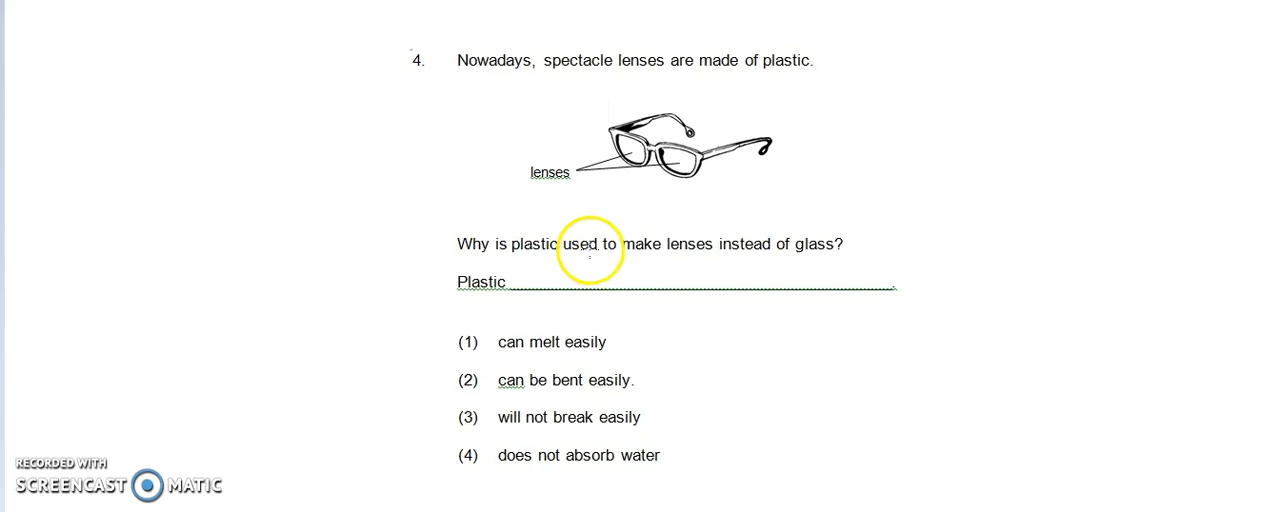 4. Nowadays, spectacle lenses are made of plastic.
lenses
Why is plastic used to make lenses instead of glass?
Plastic ______________________________.
(1) can melt easily
(2) can be bent easily.
(3) will not break easily
(4) does not absorb water
RECORDED WITH
SCREENCAST MATIC